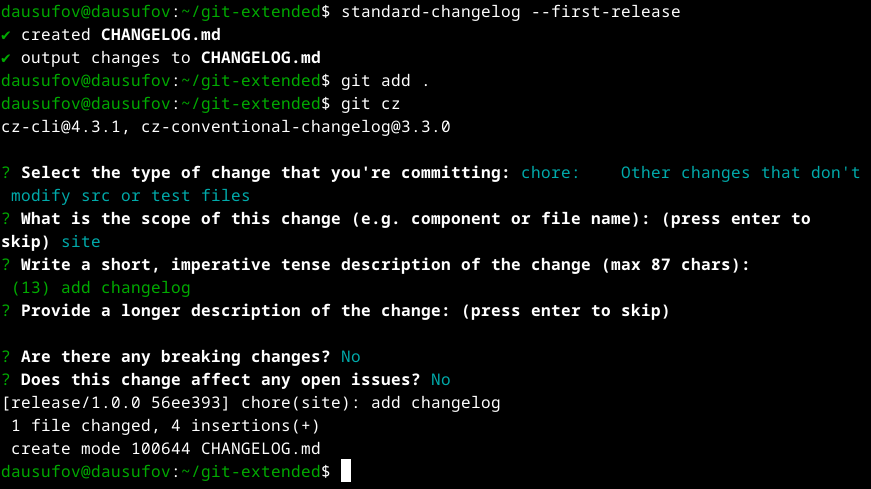 dausufov@dausufov:~/git-extended$ standard-changelog --first-release
✔ created CHANGELOG.md
✔ output changes to CHANGELOG.md
dausufov@dausufov:~/git-extended$ git add .
dausufov@dausufov:~/git-extended$ git cz
cz-cli@4.3.1, cz-conventional-changelog@3.3.0

? Select the type of change that you're committing: chore:    Other changes that don't
 modify src or test files
? What is the scope of this change (e.g. component or file name): (press enter to
skip) site
? Write a short, imperative tense description of the change (max 87 chars):
 (13) add changelog
? Provide a longer description of the change: (press enter to skip)

? Are there any breaking changes? No
? Does this change affect any open issues? No
[release/1.0.0 56ee393] chore(site): add changelog
 1 file changed, 4 insertions(+)
 create mode 100644 CHANGELOG.md
dausufov@dausufov:~/git-extended$